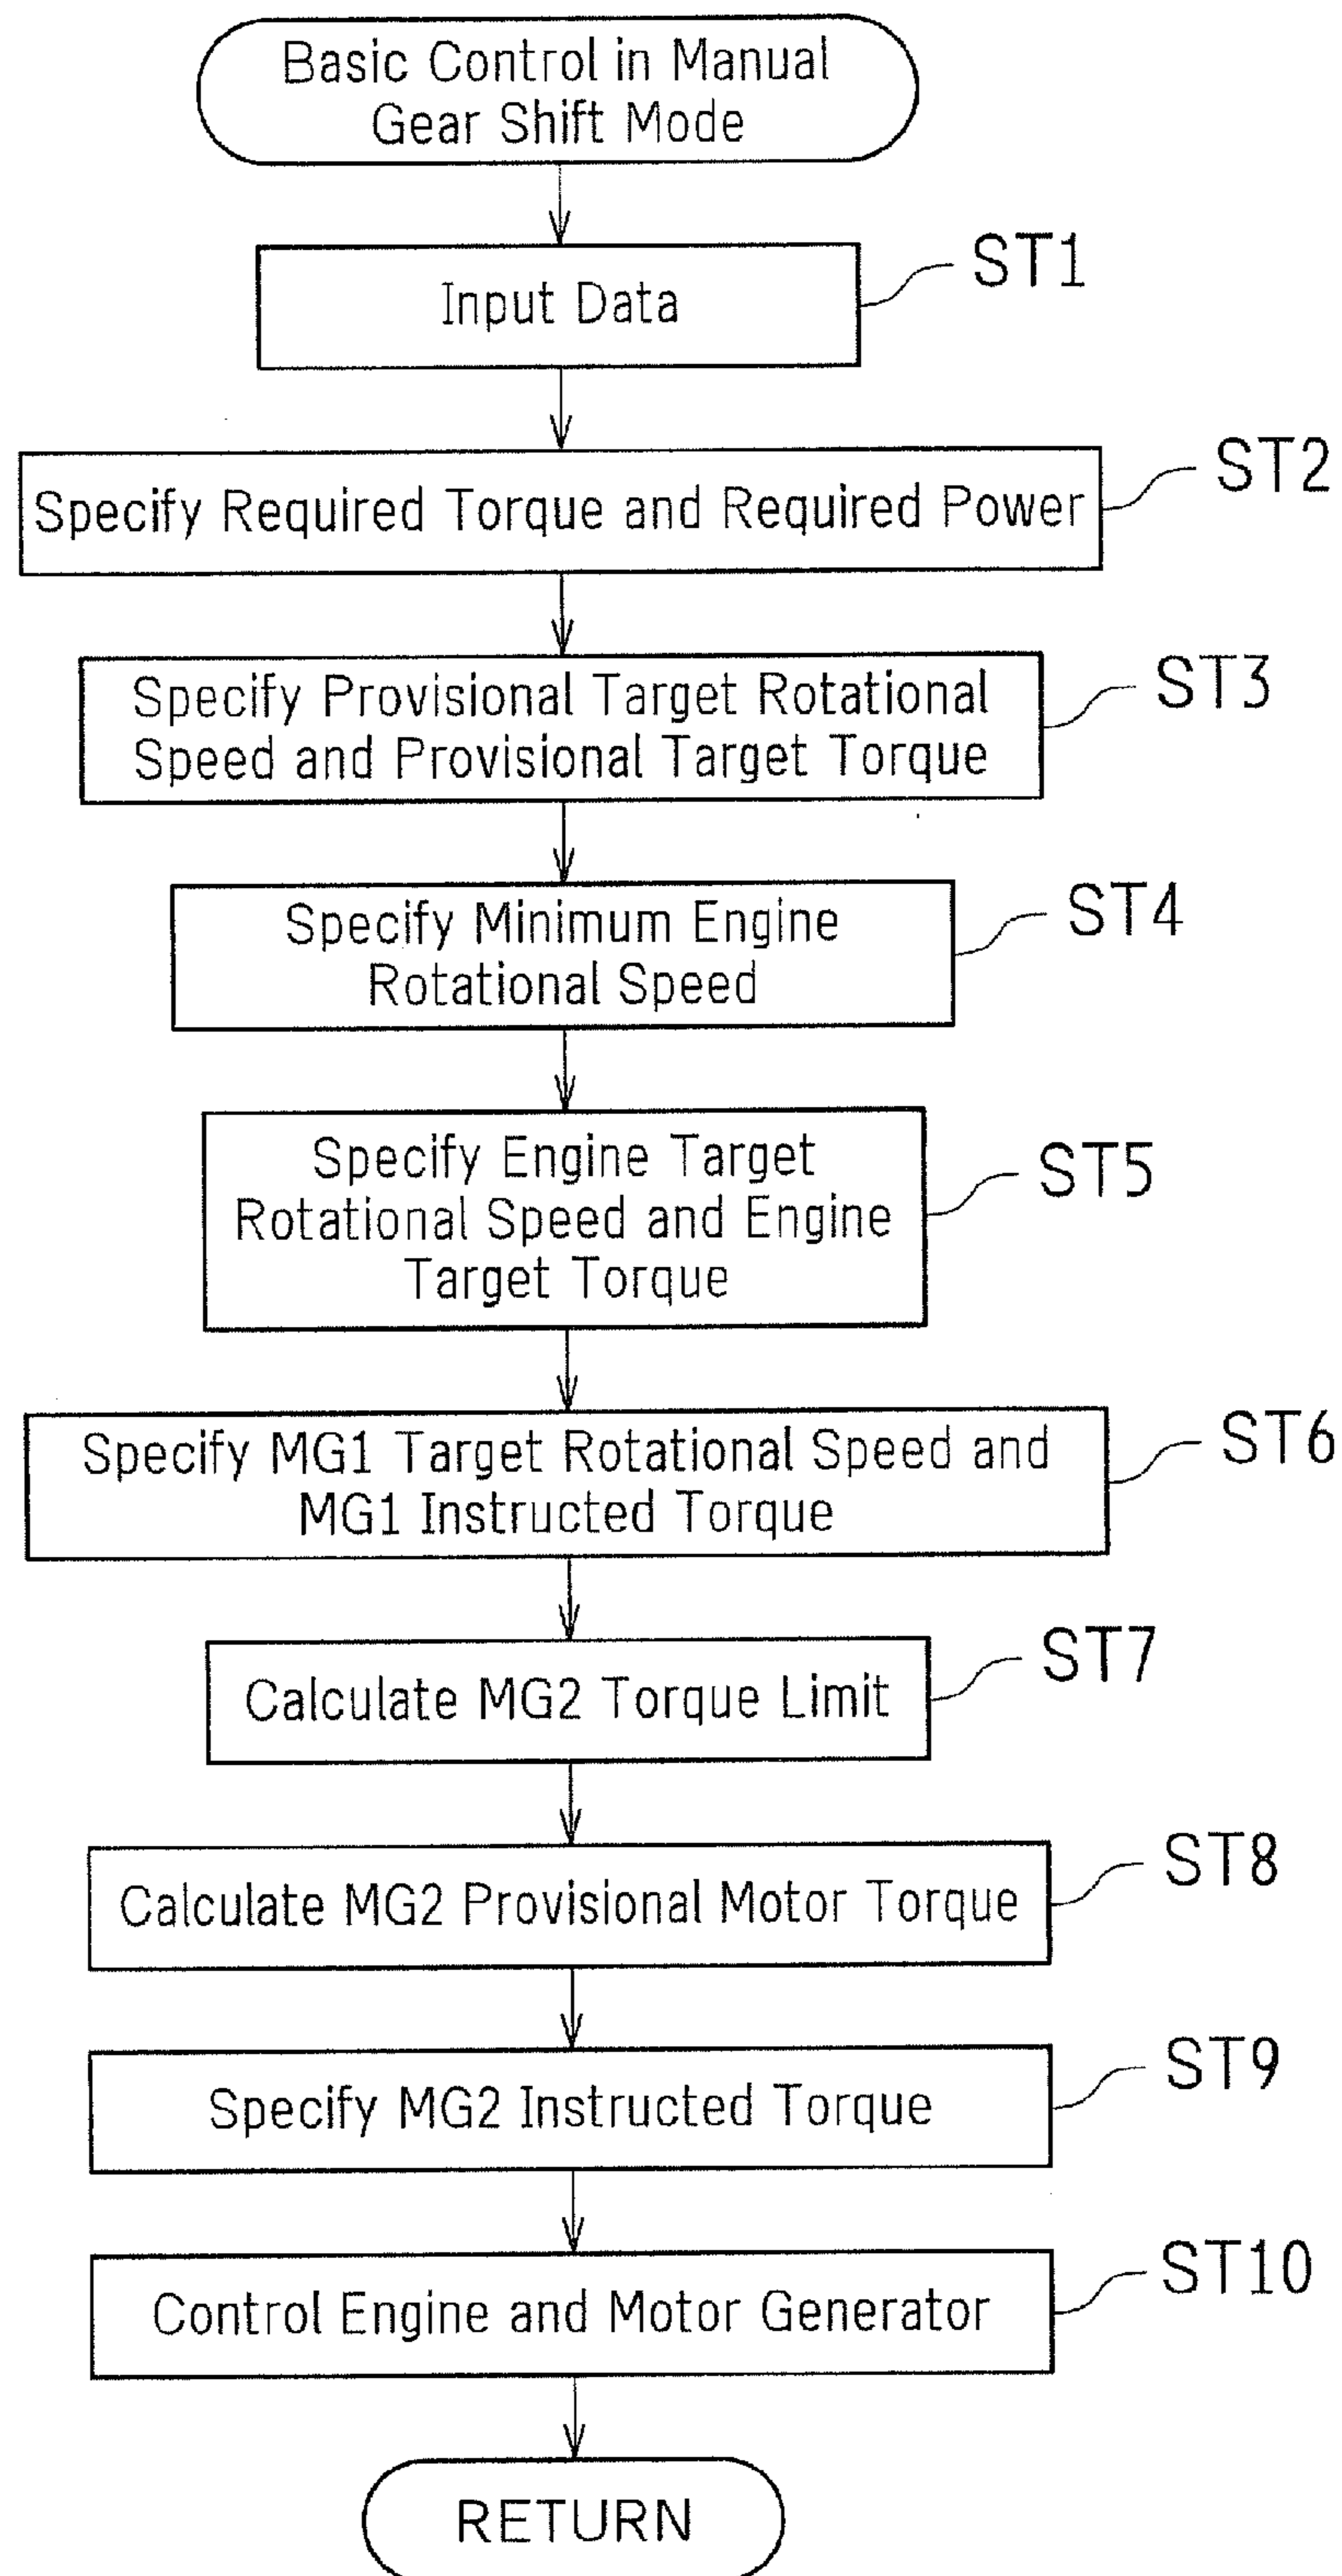 Basic Control in Manual
Gear Shift Mode
Input Data
ST1
Specify Required Torque and Required Power
ST2
Specify Provisional Target Rotational
Speed and Provisional Target Torque
ST3
Specify Minimum Engine
Rotational Speed
ST4
Specify Engine Target
Rotational Speed and Engine
Target Torque
ST5
Specify MG1 Target Rotational Speed and
MG1 Instructed Torque
ST6
Calculate MG2 Torque Limit
ST7
Calculate MG2 Provisional Motor Torque
ST8
Specify MG2 Instructed Torque
ST9
Control Engine and Motor Generator
ST10
RETURN